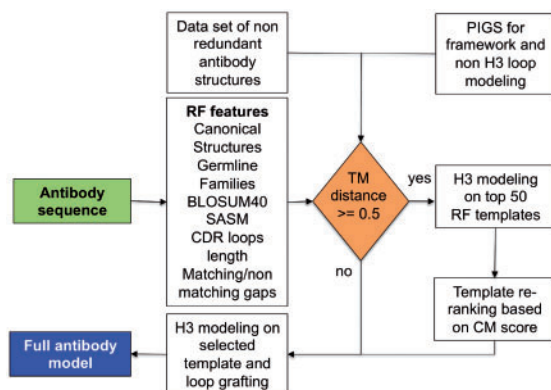 Data set of non
redundant
antibody
structures
PIGS for
framework and
non H3 loop
modeling
RF features
Canonical
Structures
Germline
Families
BLOSUM40
SASM
CDR loops
length
Matching/non
matching gaps
Antibody
sequence
TM
distance
>= 0.5
yes
no
H3 modeling
on top 50
RF templates
Template re-
ranking based
on CM score
H3 modeling on
selected
template and
loop grafting
Full antibody
model